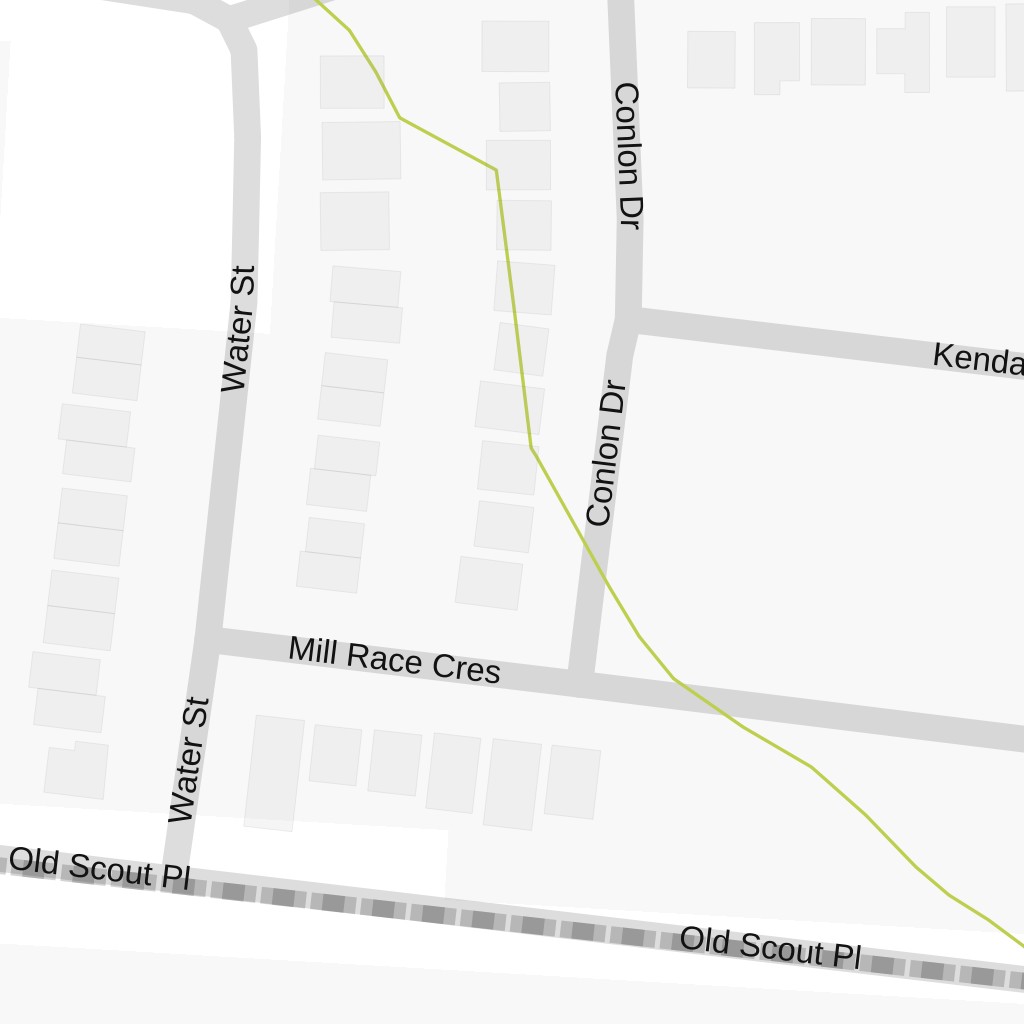 Conlon Dr
Water St
Kenda
Conlon Dr
Mill Race Cres
Water St
Old Scout Pl
Old Scout Pl